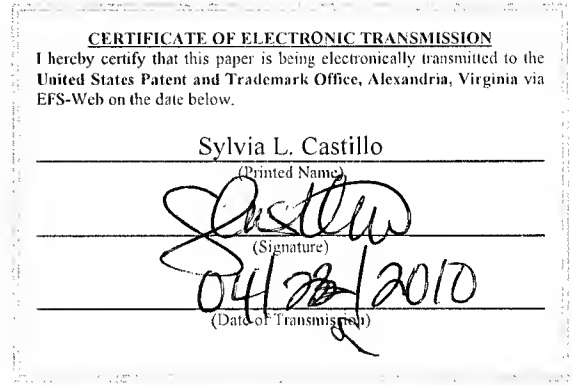 CERTIFICATE OF ELECTRONIC TRANSMISSION
I hereby certify that this paper is being electronically transmitted to the
United States Patent and Trademark Office, Alexandria, Virginia via
EFS-Web on the date below.
Sylvia L. Castillo
(Printed Name)
(Signature)
04/ /2010
(Date of Transmission)